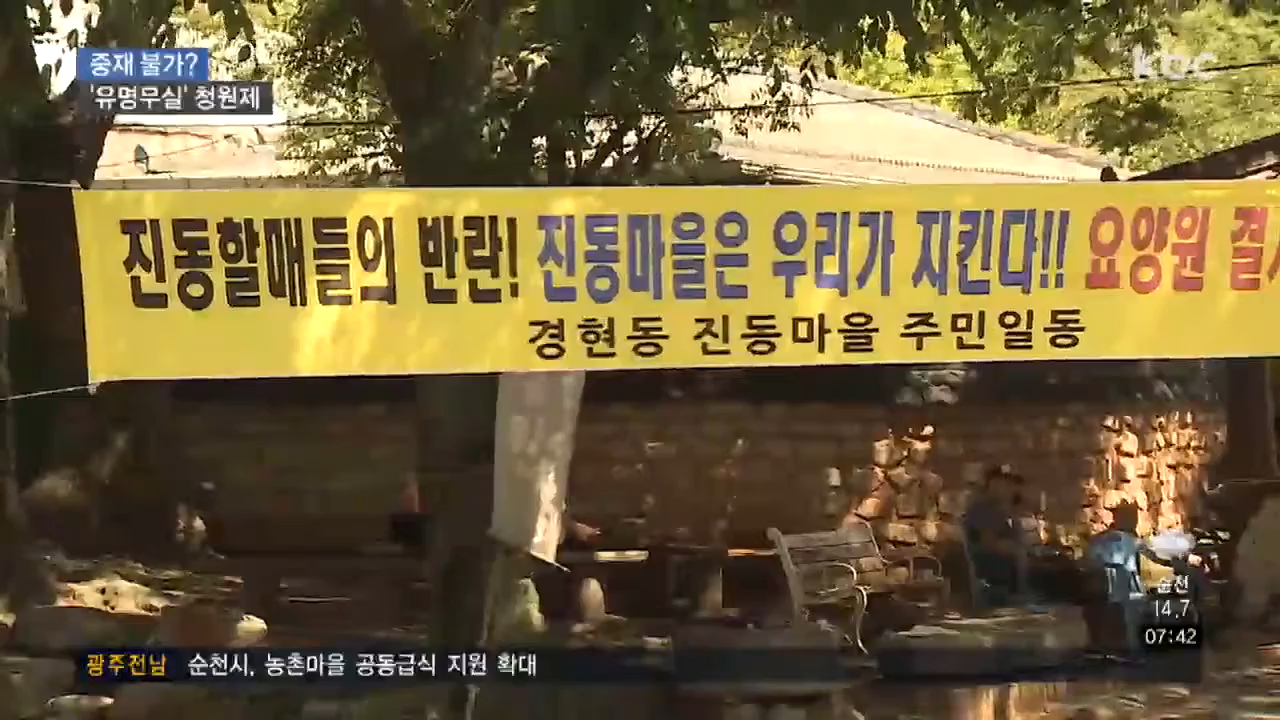 중재 불가?
'유명무실' 청원제
kbc
진동할매들의 반란! 진동마을은 우리가 지킨다!! 요양원 결
경현동 진동마을 주민일동
순천
14.7
07:42
광주전남 순천시, 농촌마을 공동급식 지원 확대